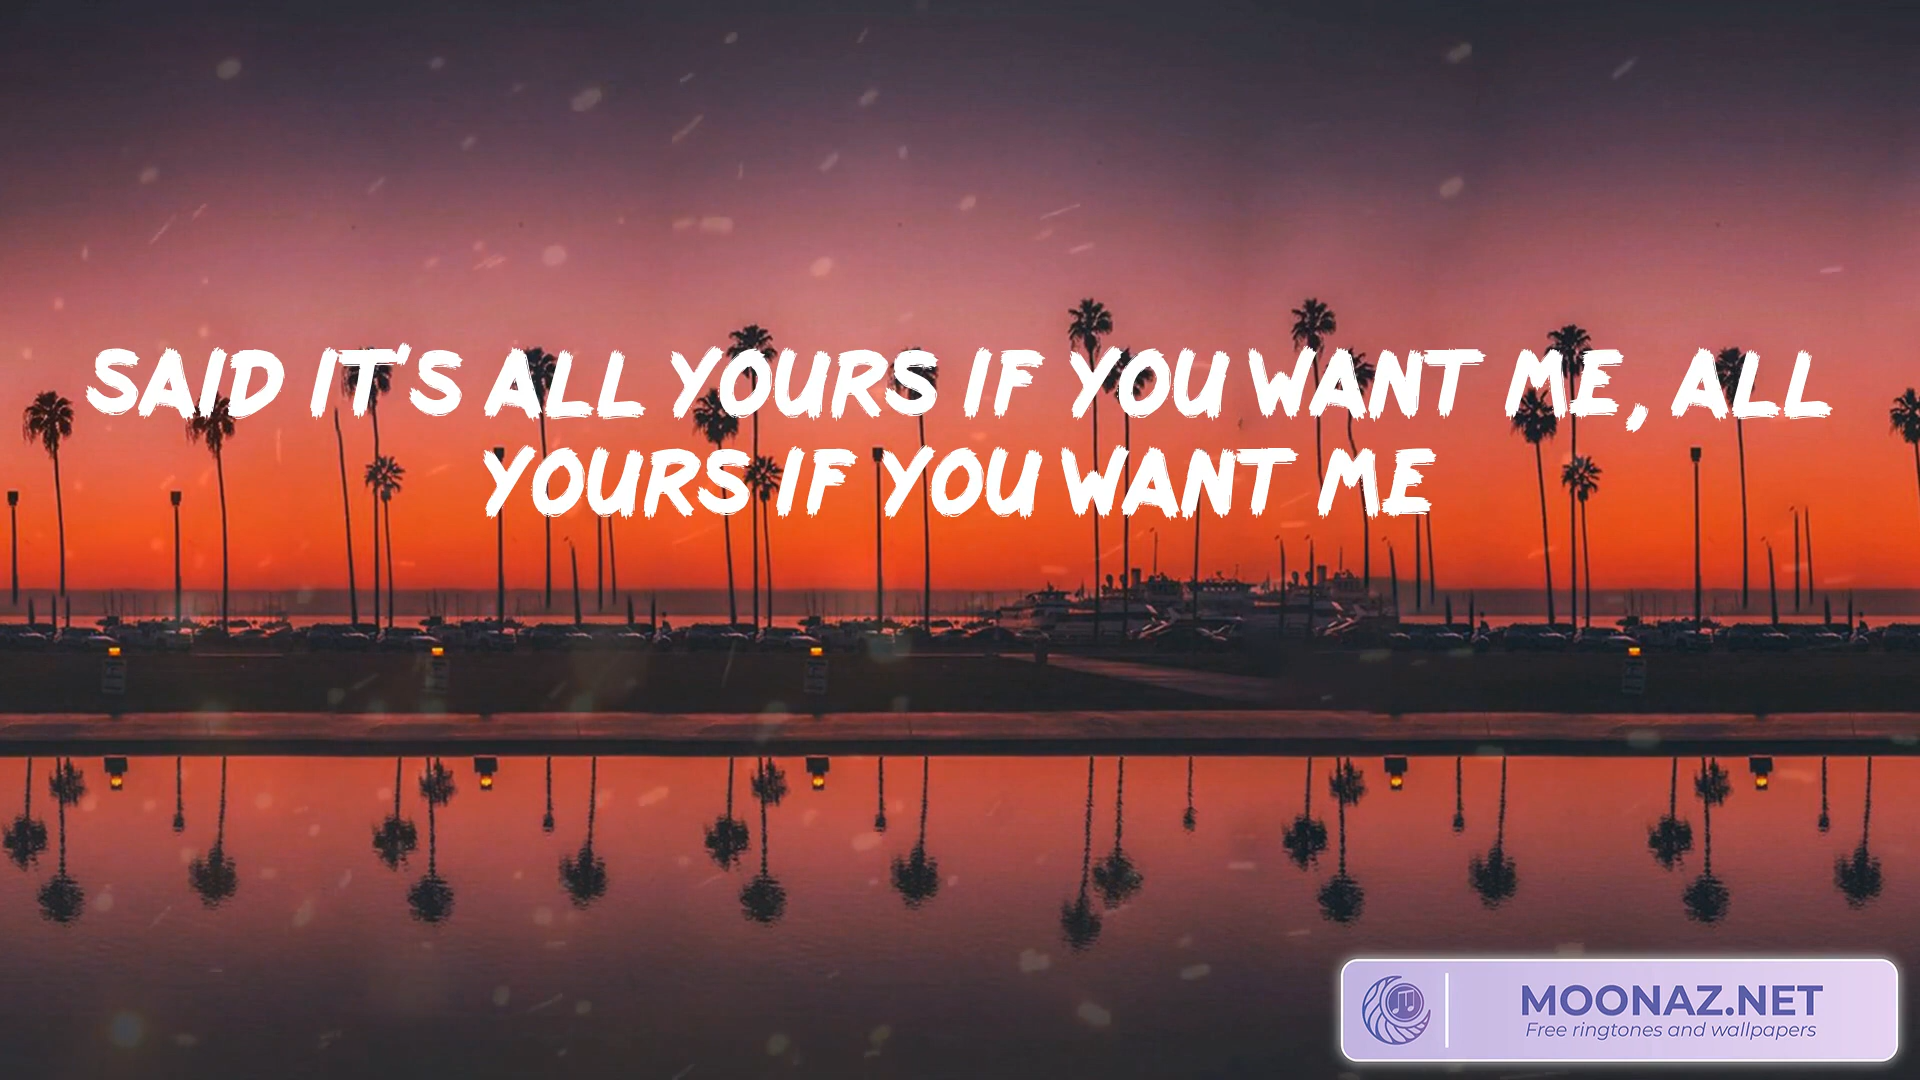 SAID IT'S ALL YOURS IF YOU WANT ME, ALL
YOURS IF YOU WANT ME
MOONAZ.NET
Free ringtones and wallpapers